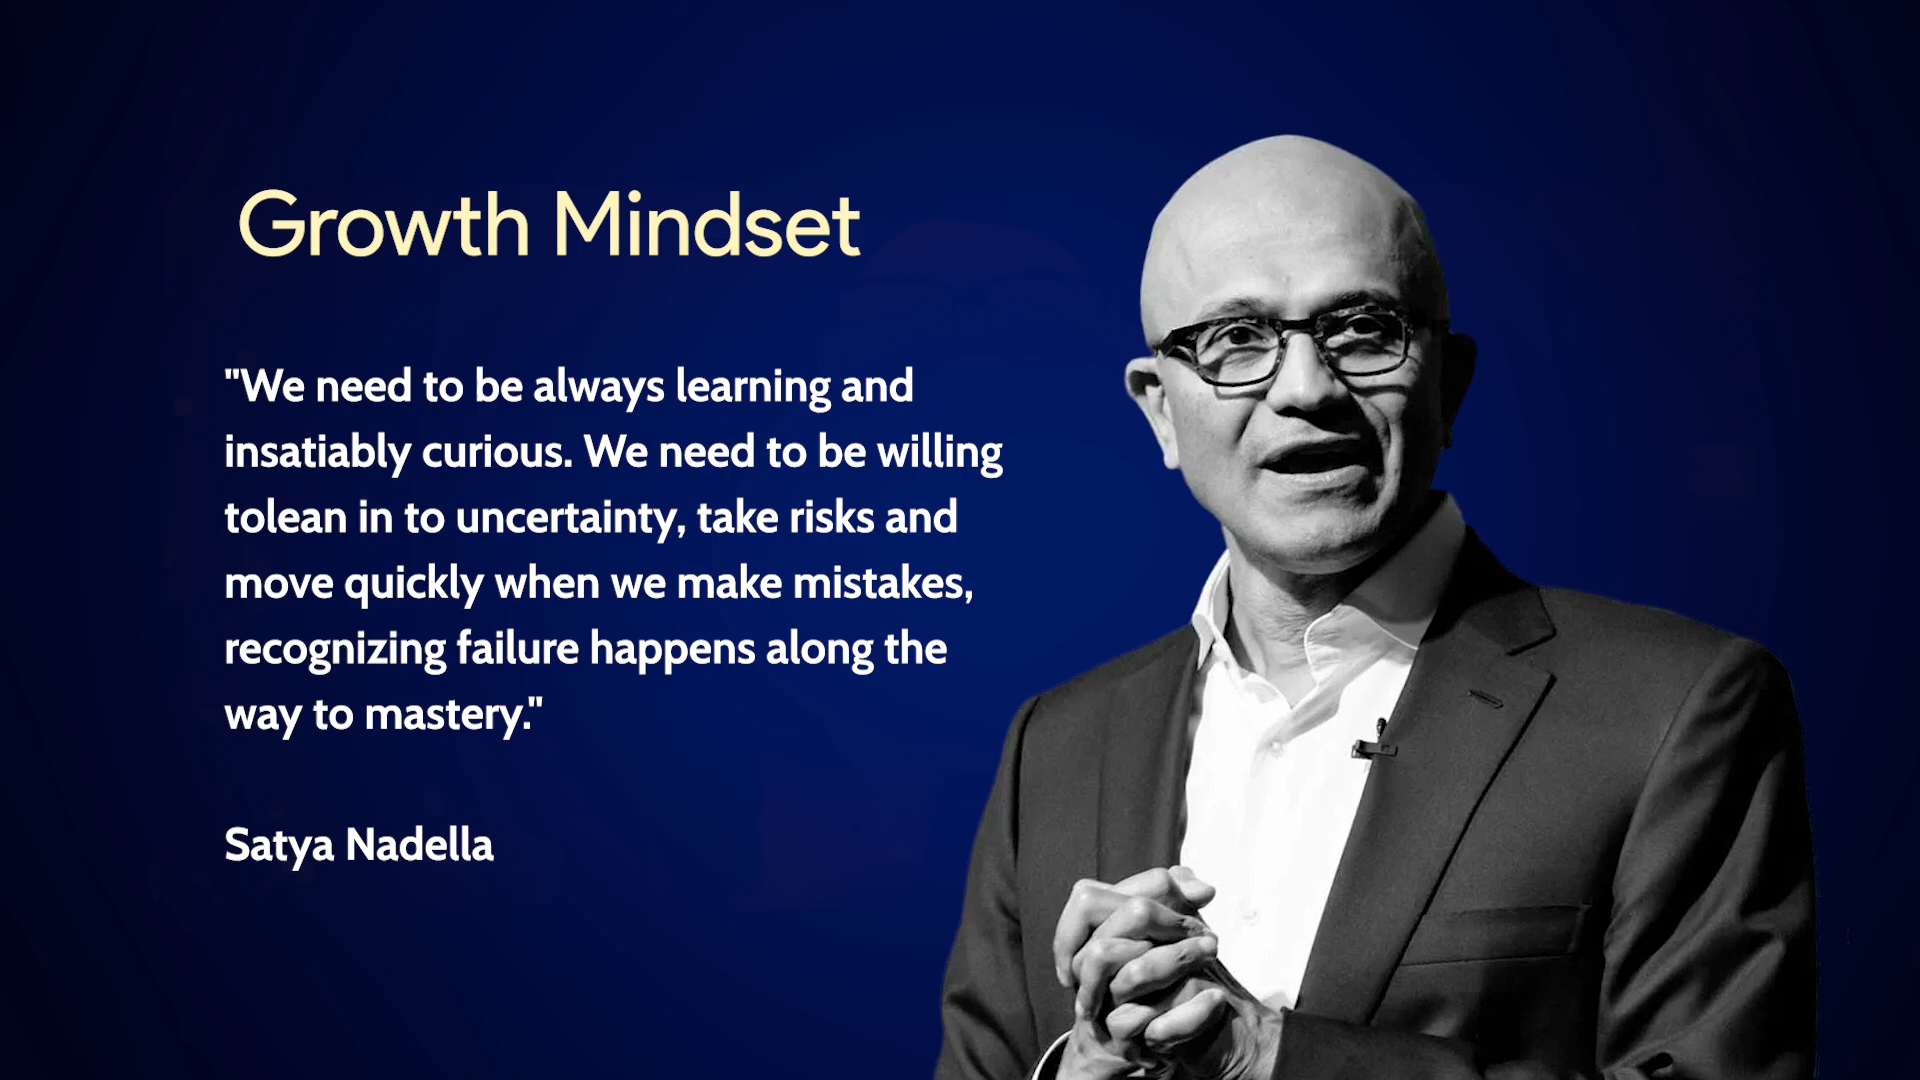 Growth Mindset
"We need to be always learning and
insatiably curious. We need to be willing
tolean in to uncertainty, take risks and
move quickly when we make mistakes,
recognizing failure happens along the
way to mastery."
Satya Nadella